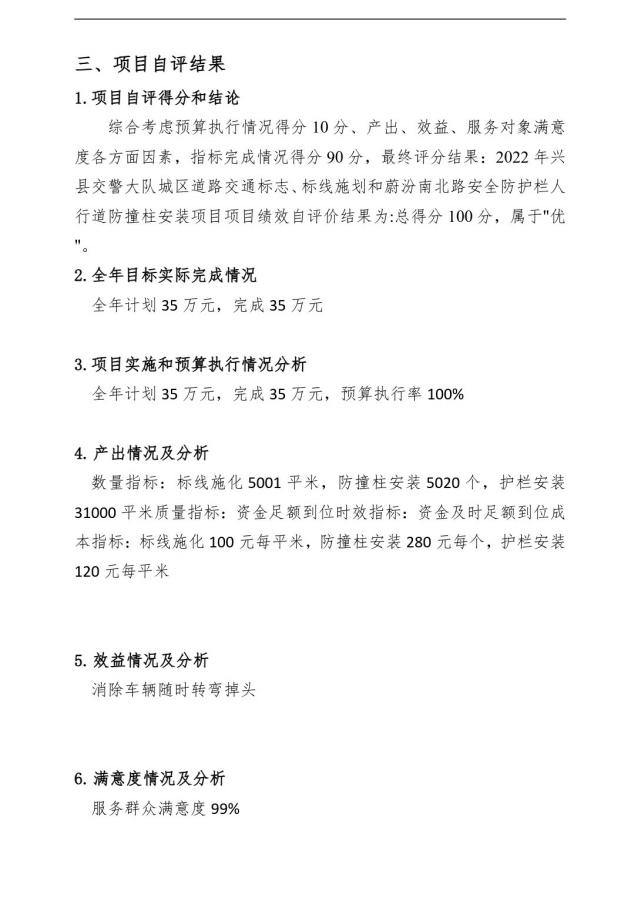 三、项目自评结果
1.项目自评得分和结论
综合考虑预算执行情况得分 10 分、产出、效益、服务对象满意
度各方面因素，指标完成情况得分 90 分，最终评分结果：2022 年兴
县交警大队城区道路交通标志、标线施划和蔚汾南北路安全防护栏人
行道防撞柱安装项目项目绩效自评价结果为:总得分 100 分，属于"优
"。
2.全年目标实际完成情况
全年计划 35 万元，完成 35 万元
3.项目实施和预算执行情况分析
全年计划 35 万元，完成 35 万元，预算执行率 100%
4. 产出情况及分析
数量指标：标线施化 5001 平米，防撞柱安装 5020 个，护栏安装
31000 平米质量指标：资金足额到位时效指标：资金及时足额到位成
本指标：标线施化 100 元每平米，防撞柱安装 280 元每个，护栏安装
120 元每平米
5. 效益情况及分析
消除车辆随时转弯掉头
6. 满意度情况及分析
服务群众满意度 99%